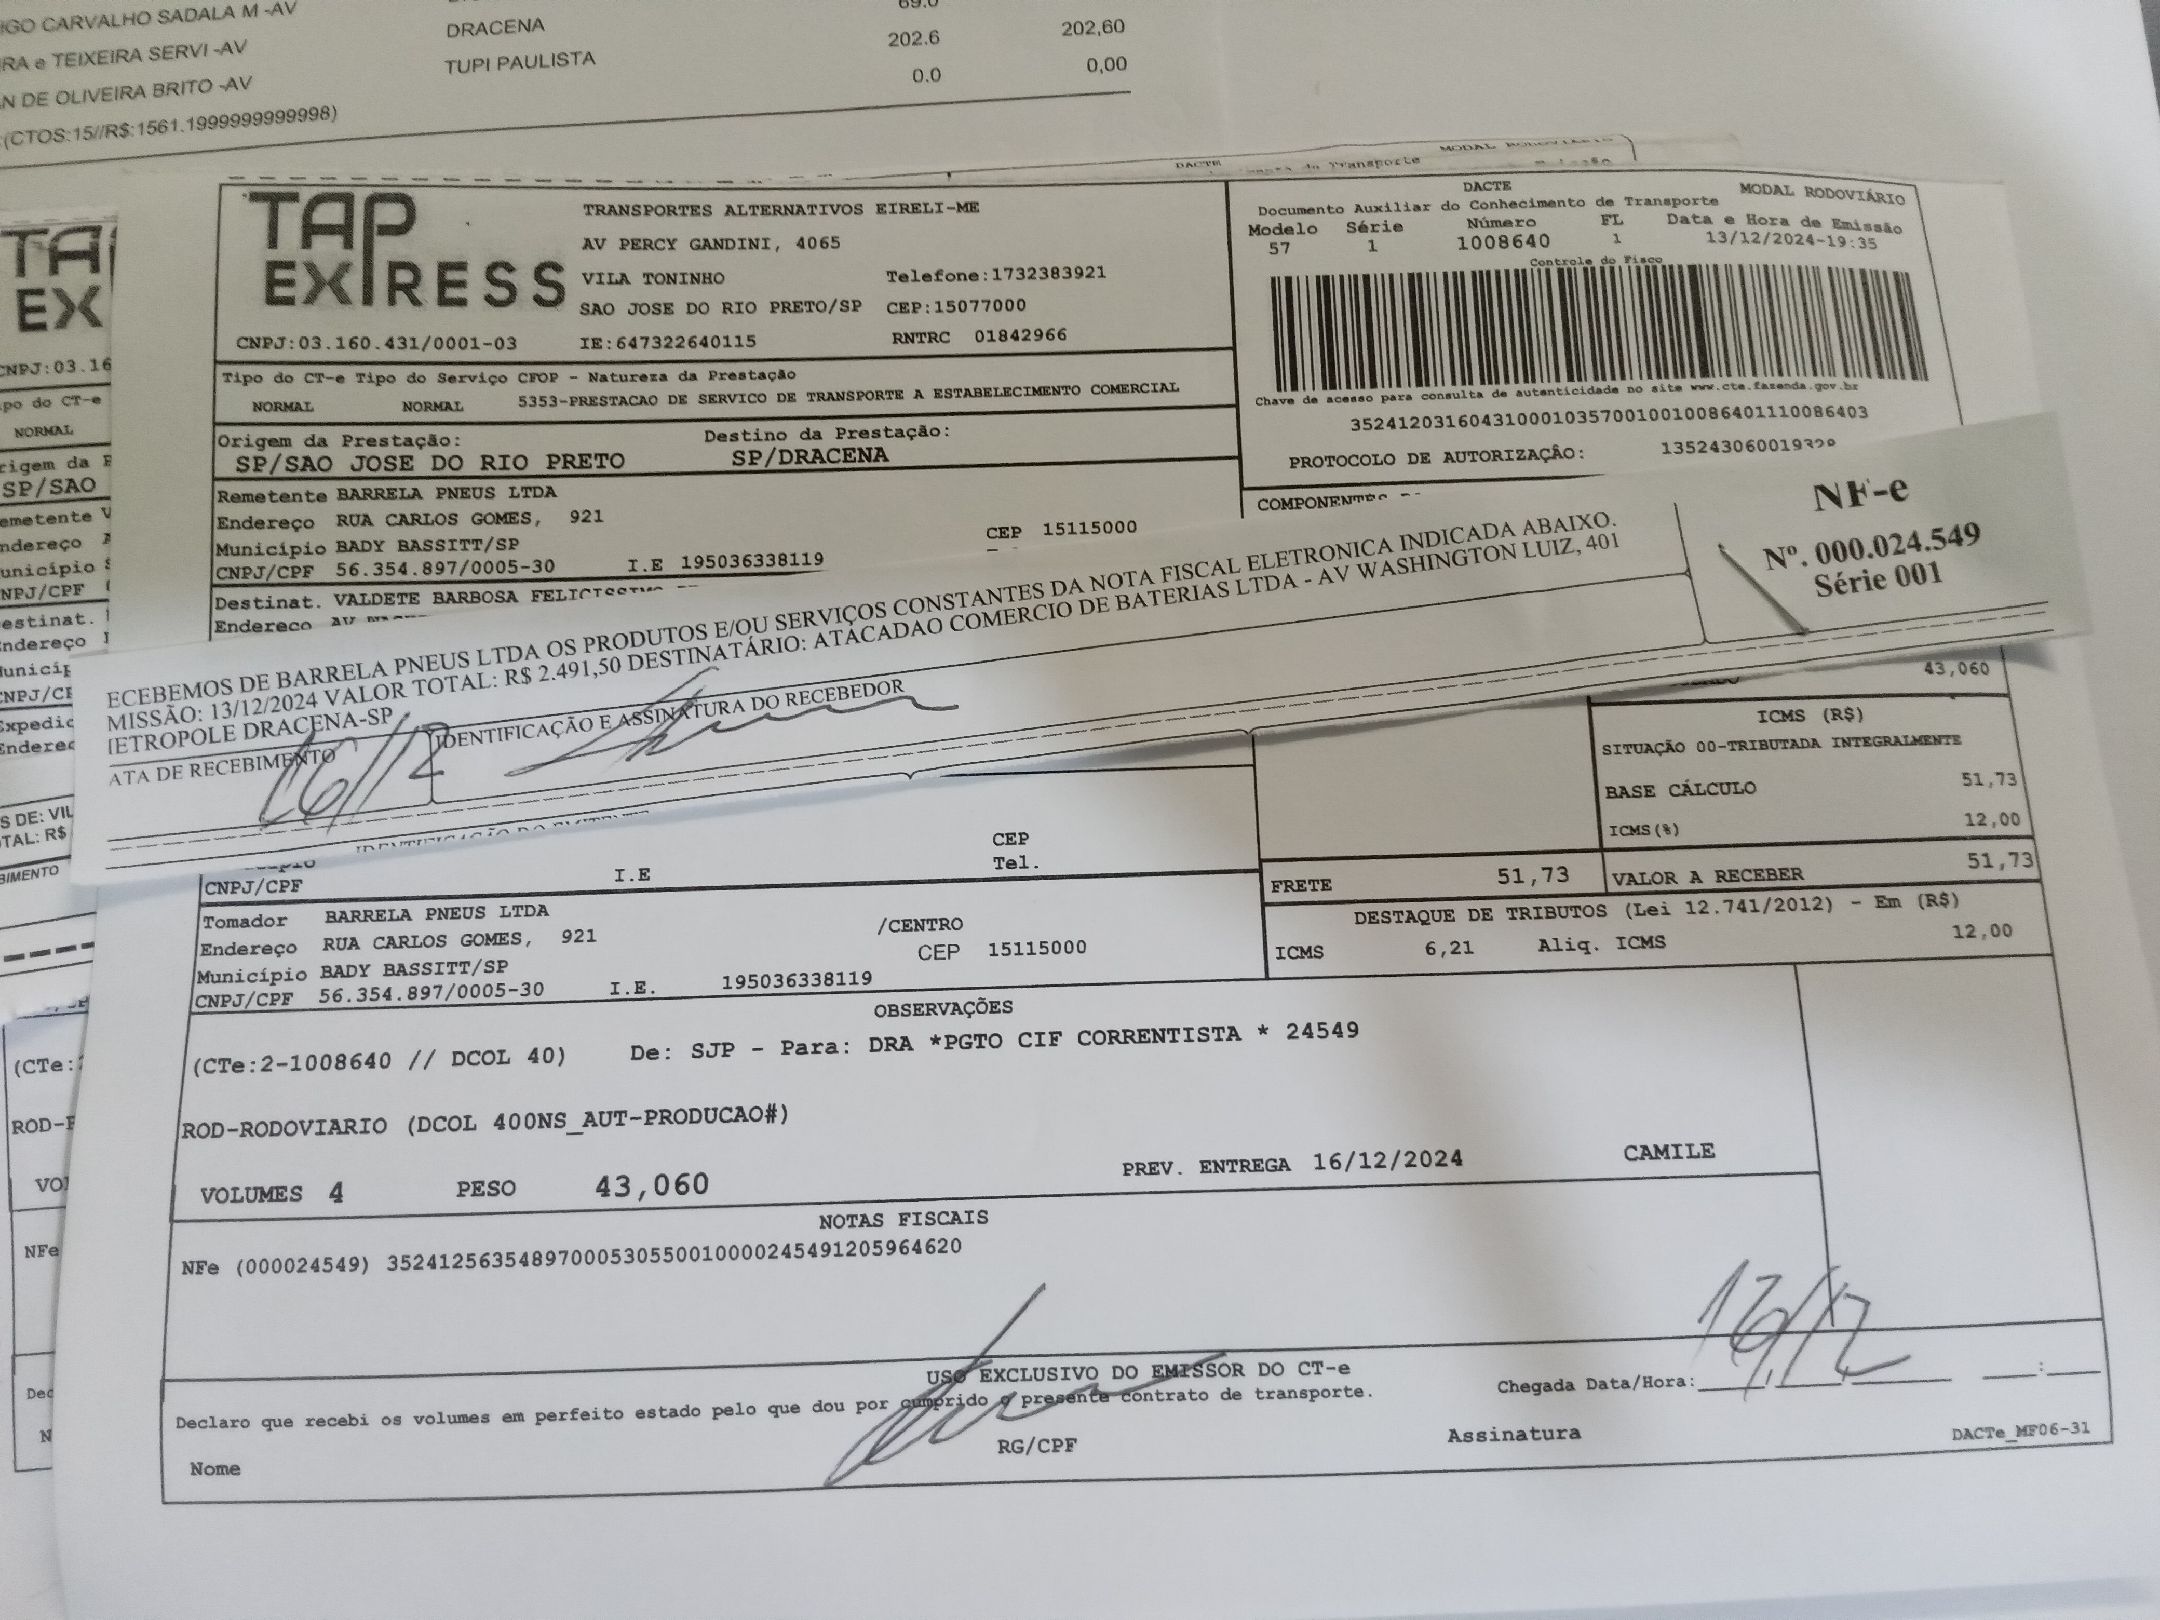 IGO CARVALHO SADALA M -AV
RA e TEIXEIRA SERVI -AV DRACENA 202.6 202,60
N DE OLIVEIRA BRITO -AV TUPI PAULISTA 0.0 0,00
(CTOS:15//R$:1561.1999999999998)
DACTE MODAL
do Transporte
TAP EXPRESS
TRANSPORTES ALTERNATIVOS EIRELI-ME
AV PERCY GANDINI, 4065
VILA TONINHO Telefone:1732383921
SAO JOSE DO RIO PRETO/SP CEP:15077000
CNPJ:03.160.431/0001-03 IE:647322640115 RNTRC 01842966
DACTE MODAL RODOVIÁRIO
Documento Auxiliar do Conhecimento de Transporte
Modelo Série Número FL Data e Hora de Emissão
57 1 1008640 1 13/12/2024-19:35
Controle do Fisco
Chave de acesso para consulta de autenticidade no site www.cte.fazenda.gov.br
35241203160431000103570010010086401110086403
PROTOCOLO DE AUTORIZAÇÂO:
Tipo do CT-e Tipo do Serviço CFOP - Natureza da Prestação
NORMAL NORMAL 5353-PRESTACAO DE SERVICO DE TRANSPORTE A ESTABELECIMENTO COMERCIAL
Origem da Prestação: Destino da Prestação:
SP/SAO JOSE DO RIO PRETO SP/DRACENA
Remetente BARRELA PNEUS LTDA
Endereço RUA CARLOS GOMES, 921 CEP 15115000
Município BADY BASSITT/SP
CNPJ/CPF 56.354.897/0005-30 I.E 195036338119
Destinat. VALDETE BARBOSA FELICISSIMO
Endereço AV
NF-e
Nº. 000.024.549
Série 001
ECEBEMOS DE BARRELA PNEUS LTDA OS PRODUTOS E/OU SERVIÇOS CONSTANTES DA NOTA FISCAL ELETRONICA INDICADA ABAIXO.
MISSÃO: 13/12/2024 VALOR TOTAL: R$ 2.491,50 DESTINATÁRIO: ATACADAO COMERCIO DE BATERIAS LTDA - AV WASHINGTON LUIZ, 401
IETROPOLE DRACENA-SP
ATA DE RECEBIMENTO IDENTIFICAÇÃO E ASSINATURA DO RECEBEDOR
16/12
43,060
ICMS (R$)
SITUAÇÃO 00-TRIBUTADA INTEGRALMENTE
BASE CÁLCULO 51,73
ICMS(%) 12,00
FRETE 51,73 VALOR A RECEBER 51,73
DESTAQUE DE TRIBUTOS (Lei 12.741/2012) - Em (R$)
ICMS 6,21 Aliq. ICMS 12,00
CEP
Tel.
CNPJ/CPF I.E
Tomador BARRELA PNEUS LTDA
Endereço RUA CARLOS GOMES, 921 /CENTRO
Município BADY BASSITT/SP CEP 15115000
CNPJ/CPF 56.354.897/0005-30 I.E. 195036338119
OBSERVAÇÕES
(CTe:2-1008640 // DCOL 40) De: SJP - Para: DRA *PGTO CIF CORRENTISTA * 24549
ROD-RODOVIARIO (DCOL 400NS_AUT-PRODUCAO#)
VOLUMES 4 PESO 43,060 PREV. ENTREGA 16/12/2024 CAMILE
NOTAS FISCAIS
NFe (000024549) 35241256354897000530550010000245491205964620
16/12
USO EXCLUSIVO DO EMISSOR DO CT-e
Declaro que recebi os volumes em perfeito estado pelo que dou por cumprido o presente contrato de transporte.
Chegada Data/Hora:
Nome RG/CPF Assinatura
DACTe_MF06-31